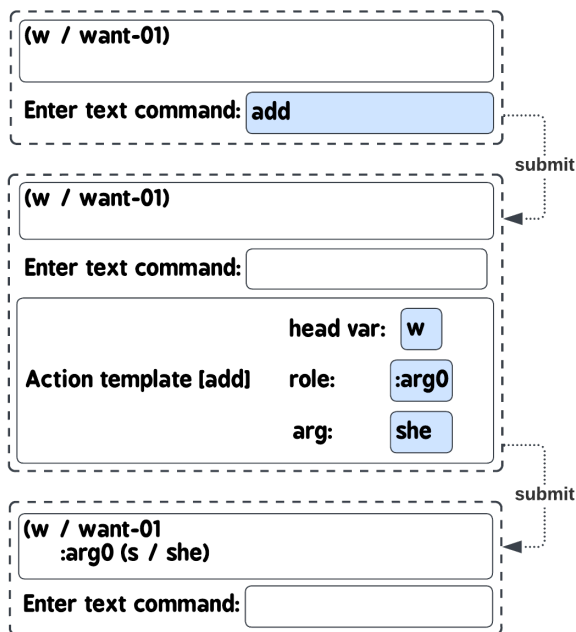 (w / want-01)
Enter text command: add
submit
(w / want-01)
Enter text command:
head var: w
Action template [add] role: :arg0
arg: she
submit
(w / want-01
:arg0 (s / she)
Enter text command: